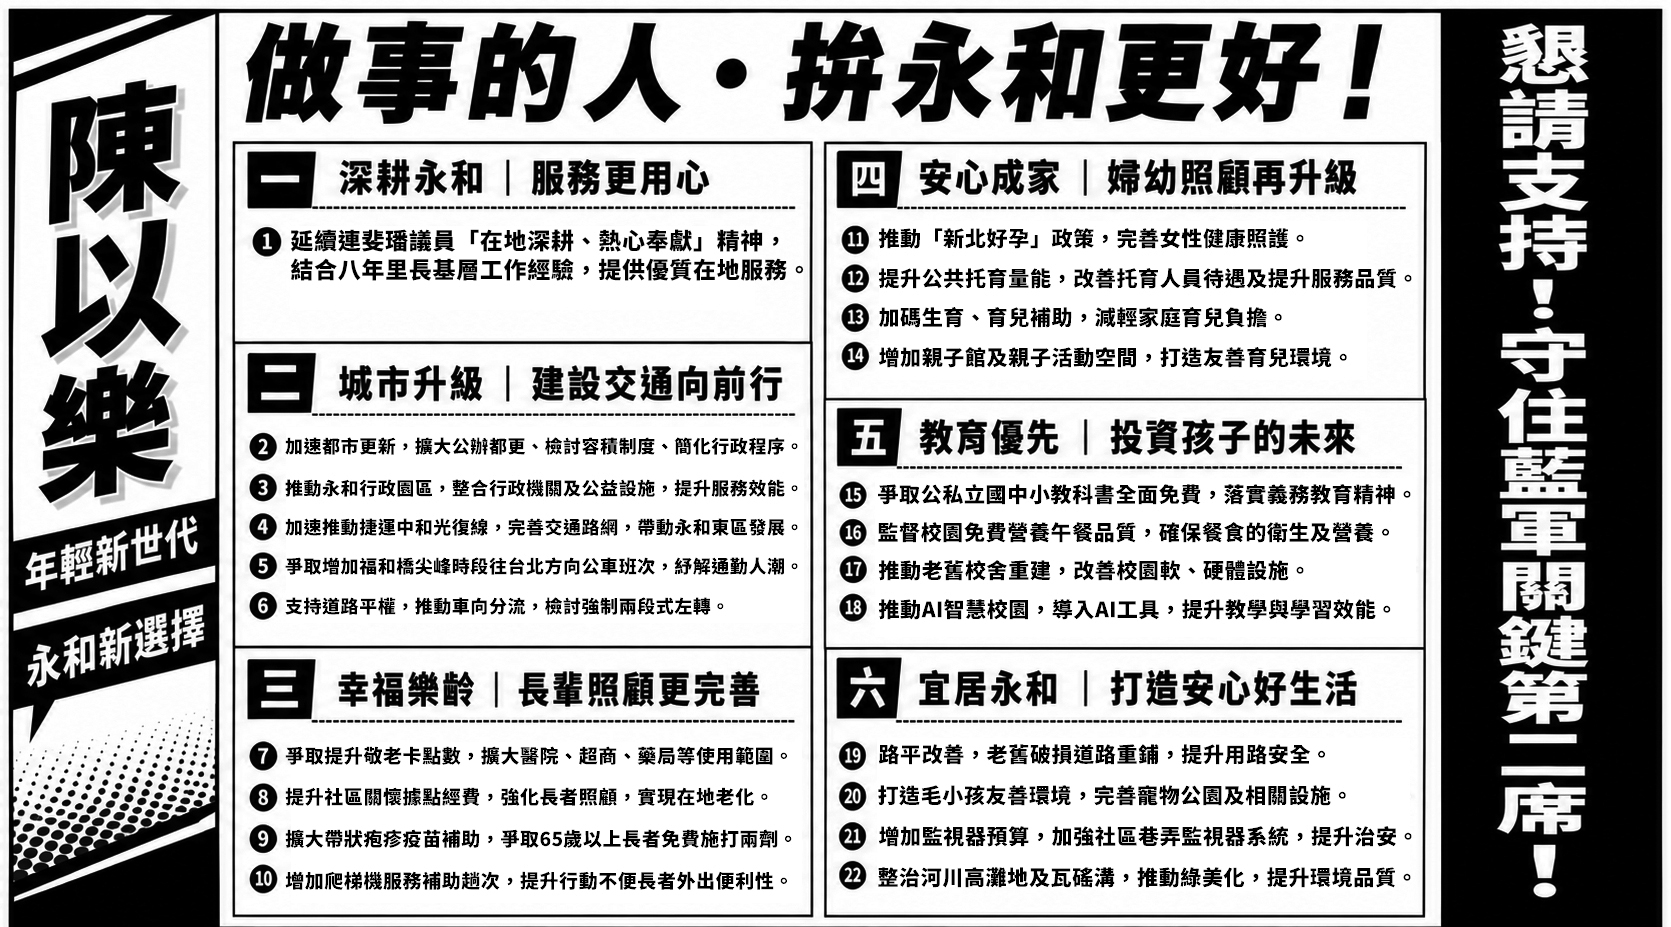 陳以樂
年輕新世代
永和新選擇
做事的人・拚永和更好！
一 深耕永和｜服務更用心
1 延續連斐璠議員「在地深耕、熱心奉獻」精神，
結合八年里長基層工作經驗，提供優質在地服務。
二 城市升級｜建設交通向前行
2 加速都市更新，擴大公辦都更、檢討容積制度、簡化行政程序。
3 推動永和行政園區，整合行政機關及公益設施，提升服務效能。
4 加速推動捷運中和光復線，完善交通路網，帶動永和東區發展。
5 爭取增加福和橋尖峰時段往台北方向公車班次，紓解通勤人潮。
6 支持道路平權，推動車向分流，檢討強制兩段式左轉。
三 幸福樂齡｜長輩照顧更完善
7 爭取提升敬老卡點數，擴大醫院、超商、藥局等使用範圍。
8 提升社區關懷據點經費，強化長者照顧，實現在地老化。
9 擴大帶狀疱疹疫苗補助，爭取65歲以上長者免費施打兩劑。
10 增加爬梯機服務補助趟次，提升行動不便長者外出便利性。
四 安心成家｜婦幼照顧再升級
11 推動「新北好孕」政策，完善女性健康照護。
12 提升公共托育量能，改善托育人員待遇及提升服務品質。
13 加碼生育、育兒補助，減輕家庭育兒負擔。
14 增加親子館及親子活動空間，打造友善育兒環境。
五 教育優先｜投資孩子的未來
15 爭取公私立國中小教科書全面免費，落實義務教育精神。
16 監督校園免費營養午餐品質，確保餐食的衛生及營養。
17 推動老舊校舍重建，改善校園軟、硬體設施。
18 推動AI智慧校園，導入AI工具，提升教學與學習效能。
六 宜居永和｜打造安心好生活
19 路平改善，老舊破損道路重鋪，提升用路安全。
20 打造毛小孩友善環境，完善寵物公園及相關設施。
21 增加監視器預算，加強社區巷弄監視器系統，提升治安。
22 整治河川高灘地及瓦磘溝，推動綠美化，提升環境品質。
懇請支持！守住藍軍關鍵第二席！